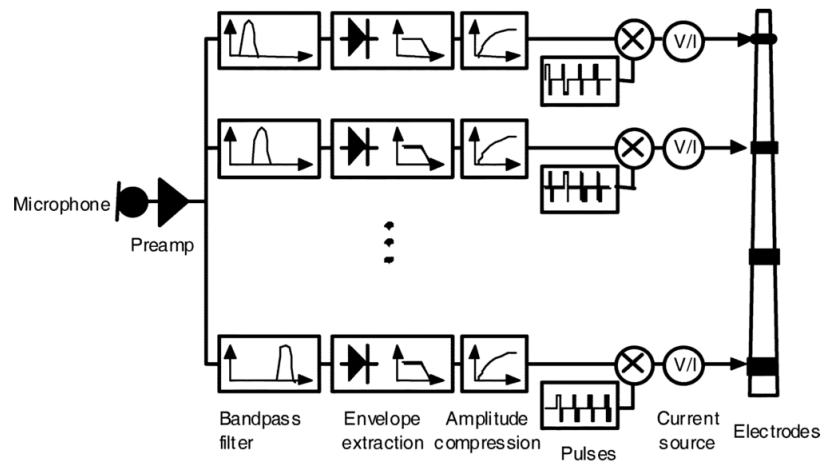 V/I
V/I
Microphone
Preamp
V/I
Bandpass
filter
Envelope
extraction
Amplitude
compression
Pulses
Current
source
Electrodes